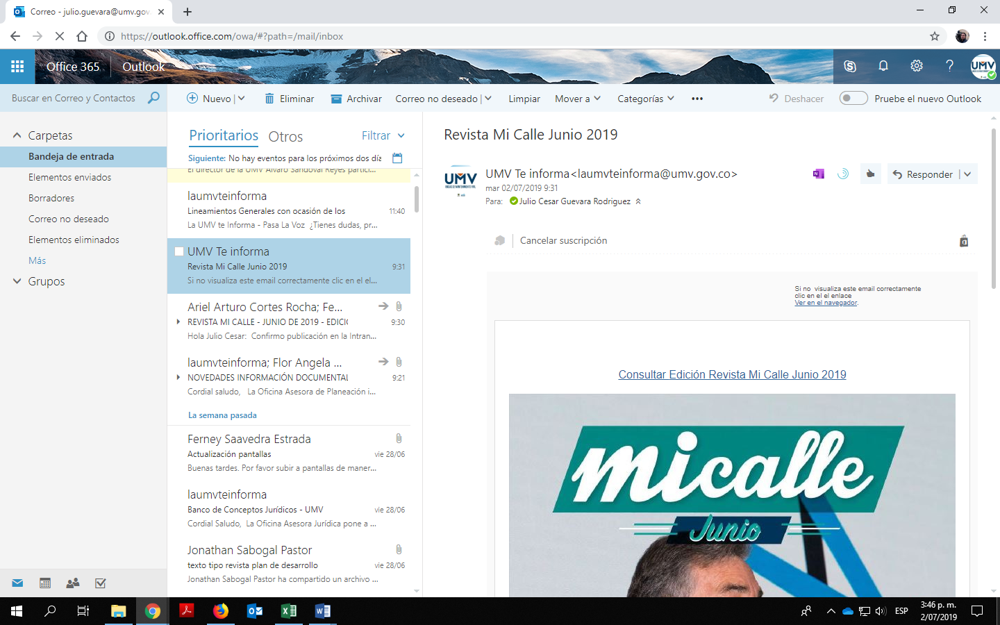 Correo - julio.guevara@umv.gov.
https://outlook.office.com/owa/#?path=/mail/inbox
Office 365
Outlook
UMV
Buscar en Correo y Contactos
Nuevo
Eliminar
Archivar
Correo no deseado
Limpiar
Mover a
Categorías
Deshacer
Pruebe el nuevo Outlook
Carpetas
Bandeja de entrada
Elementos enviados
Borradores
Correo no deseado
Elementos eliminados
Más
Grupos
Prioritarios
Otros
Filtrar
Siguiente: No hay eventos para los próximos dos día
El director de la UMV Álvaro Sandoval Reyes partici...
laumvteinforma
Lineamientos Generales con ocasión de los
11:40
La UMV te Informa - Pasa La Voz ¿Tienes dudas, pr...
UMV Te informa
Revista Mi Calle Junio 2019
9:31
Si no visualiza este email correctamente clic en el el...
Ariel Arturo Cortes Rocha; Fe...
REVISTA MI CALLE - JUNIO DE 2019 - EDICI
9:30
Hola Julio Cesar: Confirmo publicación en la Intran...
laumvteinforma; Flor Angela ...
NOVEDADES INFORMACIÓN DOCUMENTAL
9:21
Cordial saludo, La Oficina Asesora de Planeación i...
La semana pasada
Ferney Saavedra Estrada
Actualización pantallas
vie 28/06
Buenas tardes. Por favor subir a pantallas de maner...
laumvteinforma
Banco de Conceptos Jurídicos - UMV
vie 28/06
Cordial Saludo, La Oficina Asesora Jurídica pone a ...
Jonathan Sabogal Pastor
texto tipo revista plan de desarrollo
vie 28/06
Jonathan Sabogal Pastor ha compartido un archivo ...
Revista Mi Calle Junio 2019
UMV
UNIDAD DE MANTENIMIENTO VIAL
UMV Te informa<laumvteinforma@umv.gov.co>
mar 02/07/2019 9:31
Para: Julio Cesar Guevara Rodriguez
Responder
Cancelar suscripción
Si no visualiza este email correctamente
clic en el el enlace
Ver en el navegador.
Consultar Edición Revista Mi Calle Junio 2019
micalle
Junio
ESP
3:46 p. m.
2/07/2019